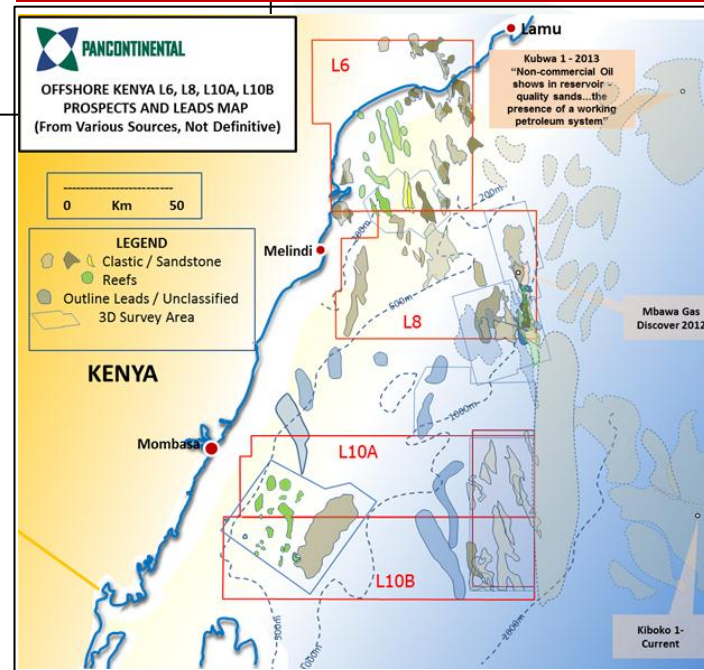 PANCONTINENTAL
OFFSHORE KENYA L6, L8, L10A, L10B
PROSPECTS AND LEADS MAP
(From Various Sources, Not Definitive)
Lamu
L6
Kubwa 1 - 2013
“Non-commercial Oil
shows in reservoir -
quality sands...the
presence of a working
petroleum system”
0 Km 50
200m
200m
LEGEND
Clastic / Sandstone
Reefs
Outline Leads / Unclassified
3D Survey Area
Melindi
500m
L8
Mbawa Gas
Discover 2012
KENYA
1000m
Mombasa
L10A
L10B
500m
1000m
2000m
Kiboko 1-
Current